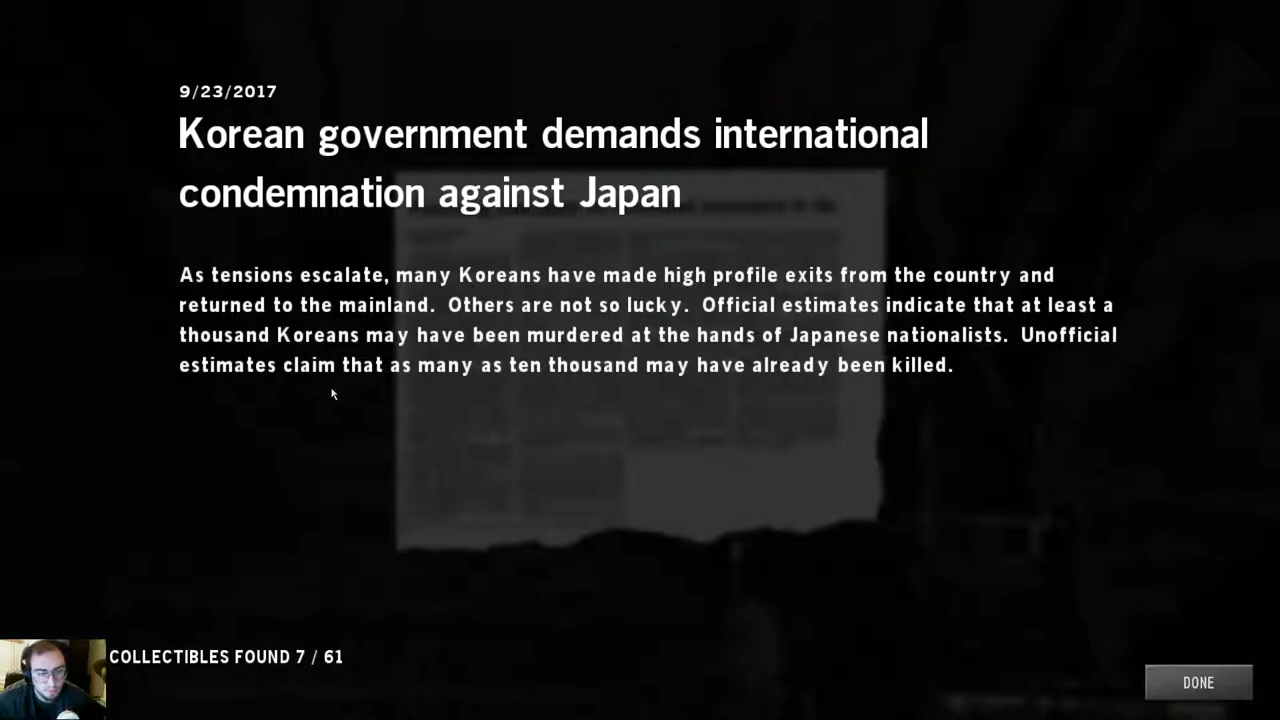 9/23/2017
Korean government demands international
condemnation against Japan
As tensions escalate, many Koreans have made high profile exits from the country and
returned to the mainland.  Others are not so lucky.  Official estimates indicate that at least a
thousand Koreans may have been murdered at the hands of Japanese nationalists.  Unofficial
estimates claim that as many as ten thousand may have already been killed.
COLLECTIBLES FOUND 7 / 61
DONE